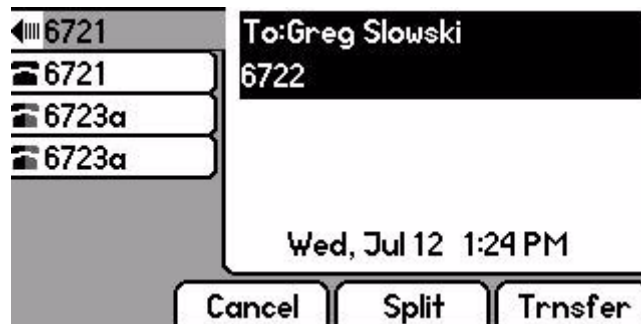 6721
6721
6723a
6723a
To:Greg Slowski
6722
Wed, Jul 12 1:24 PM
Cancel Split Trnsfer